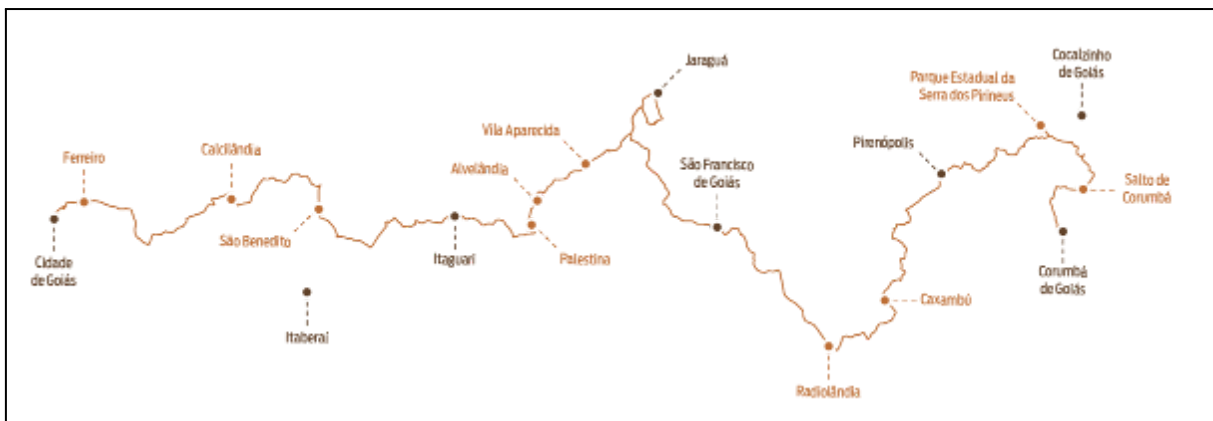 Cocalzinho
de Goiás
Jaraguá
Parque Estadual da
Serra dos Pirineus
Vila Aparecida
Pirenópolis
Calcilândia
Ferreiro
Alvelândia
São Francisco
de Goiás
Salto de
Corumbá
São Benedito
Itaguari
Palestina
Cidade
de Goiás
Corumbá
de Goiás
Caxambú
Itaberaí
Radiolândia